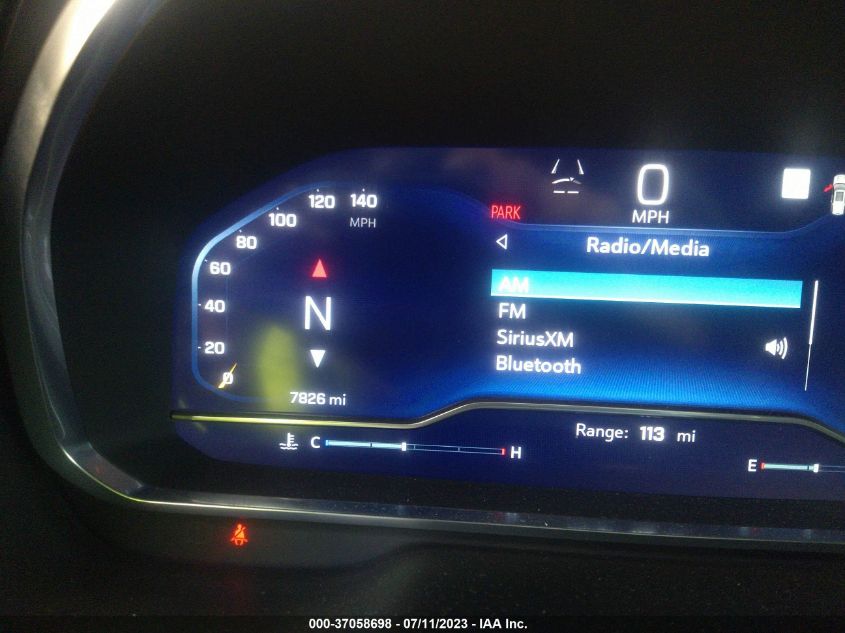 0
MPH
PARK
Radio/Media
AM
FM
SiriusXM
Bluetooth
140
120
MPH
100
80
60
40
20
0
N
7826 mi
Range: 113 mi
C H
E
000-37058698 - 07/11/2023 - IAA Inc.